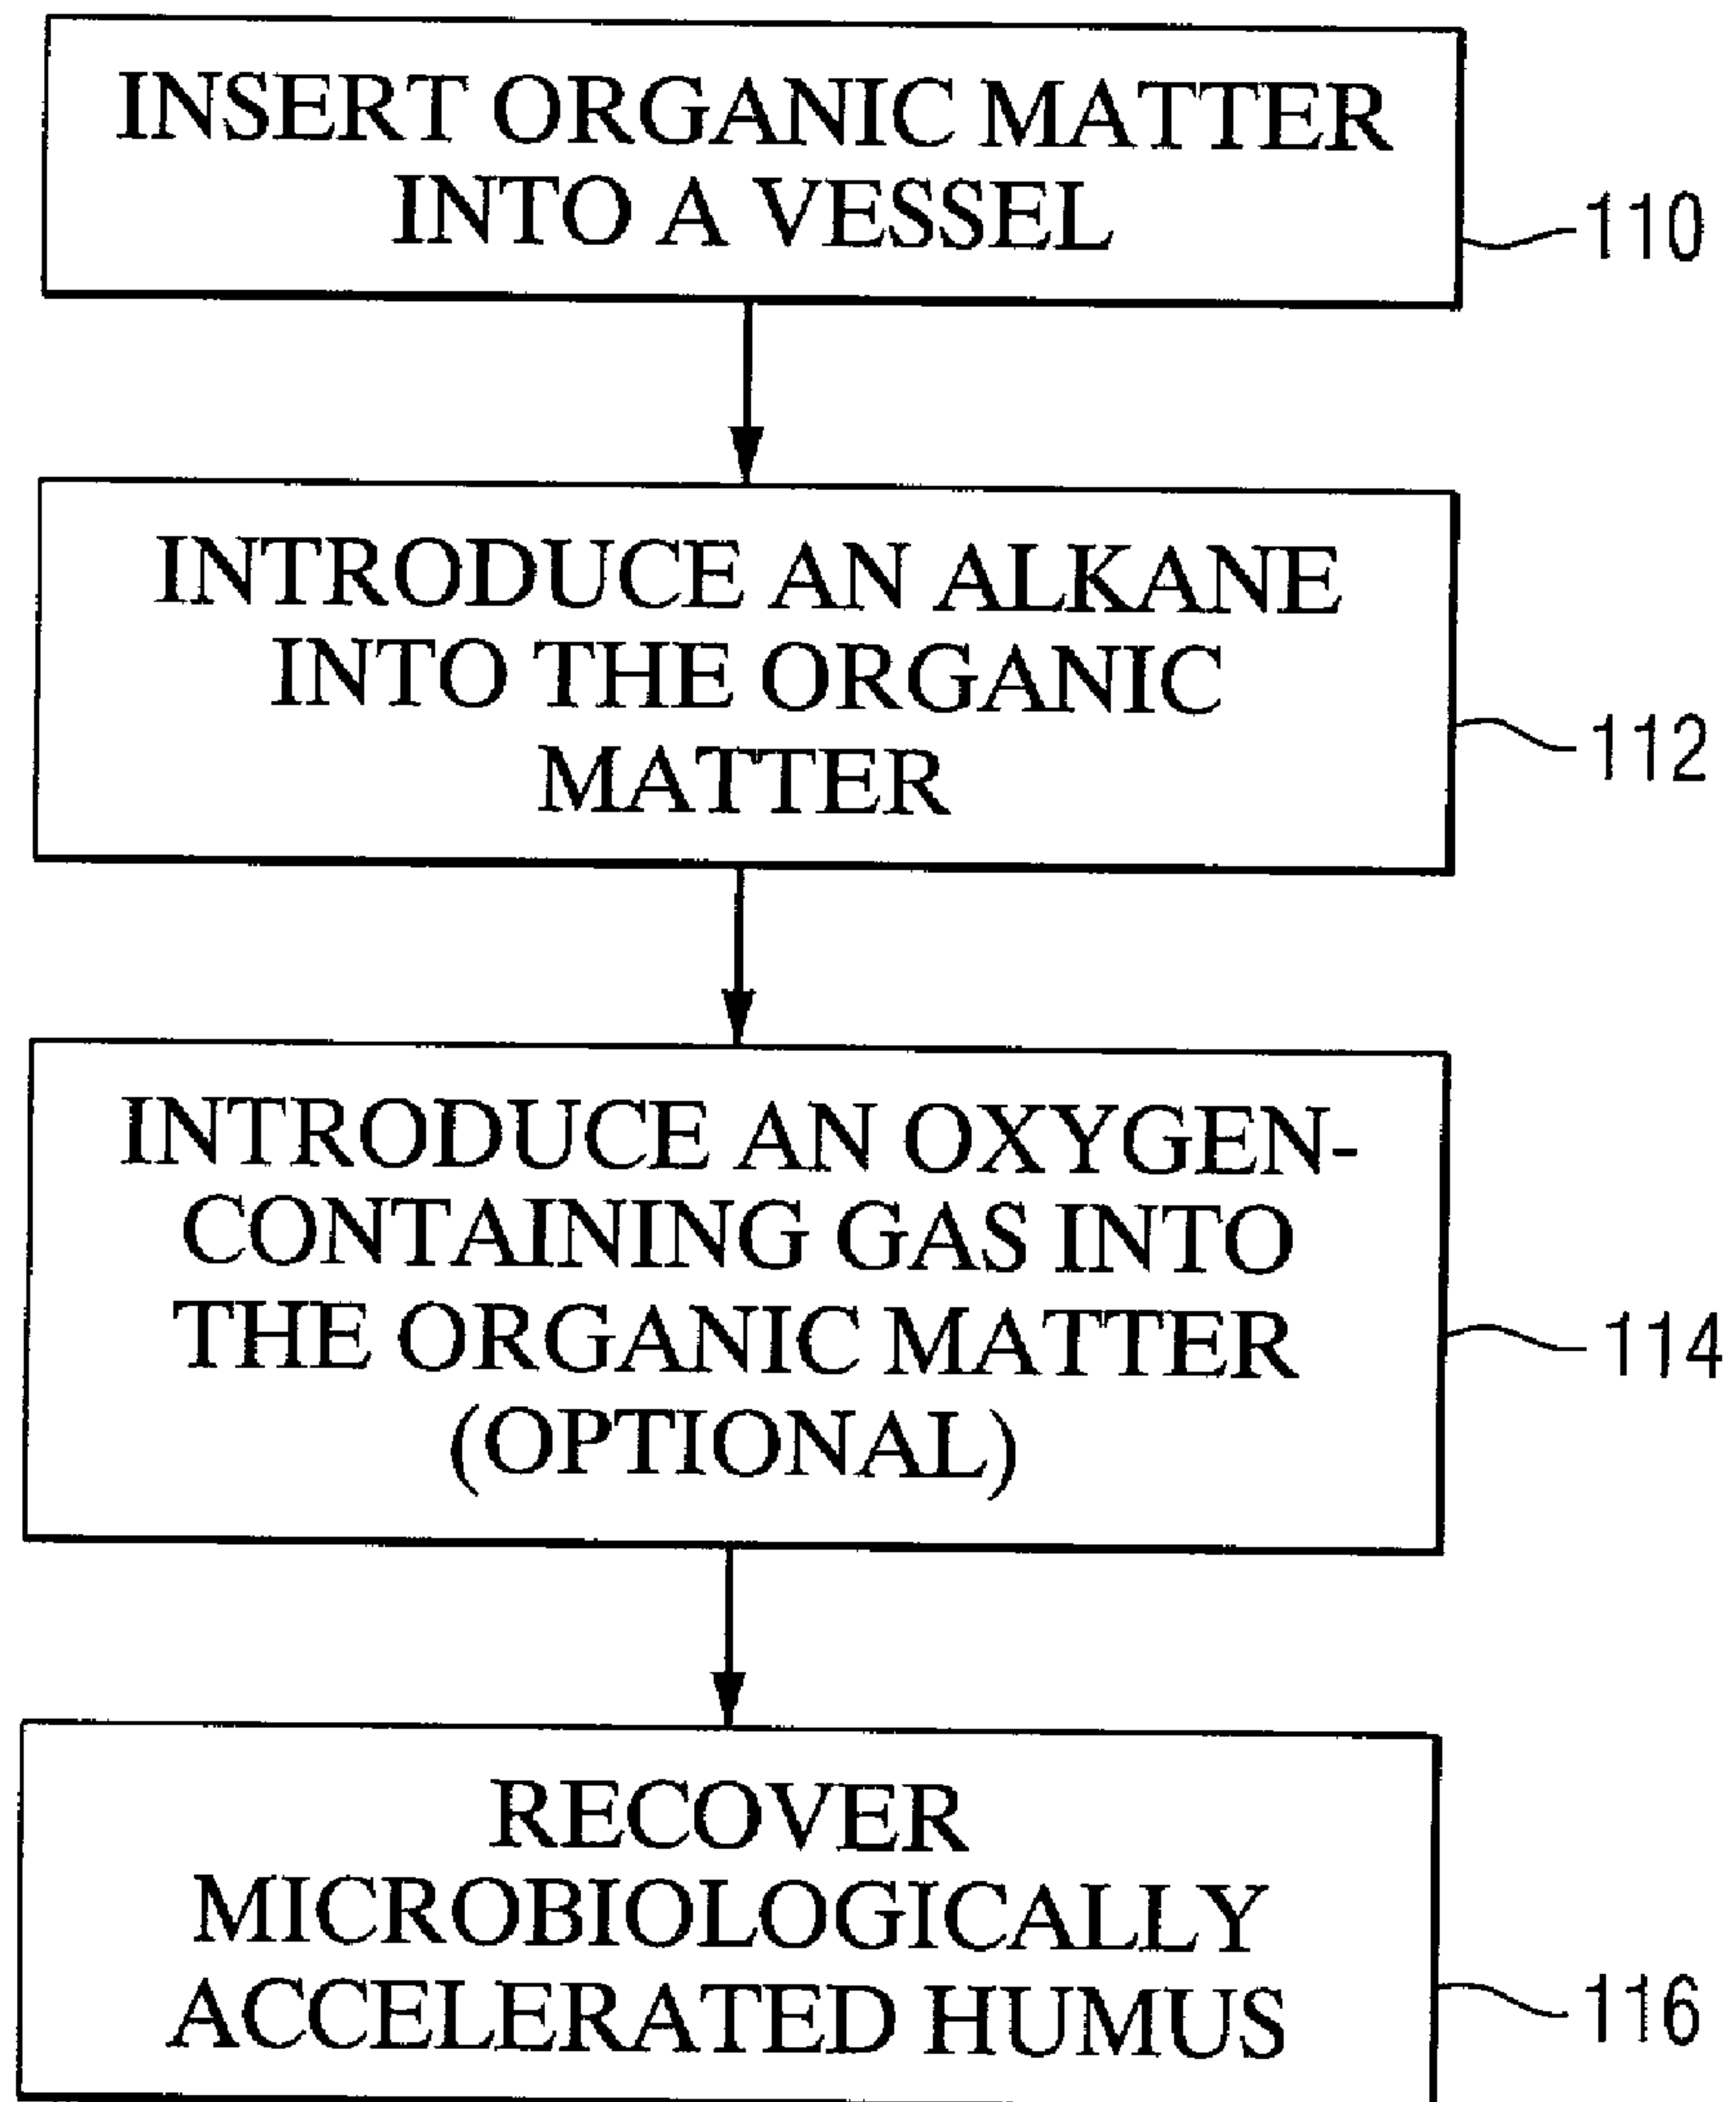 INSERT ORGANIC MATTER
INTO A VESSEL
110
INTRODUCE AN ALKANE
INTO THE ORGANIC
MATTER
112
INTRODUCE AN OXYGEN-
CONTAINING GAS INTO
THE ORGANIC MATTER
(OPTIONAL)
114
RECOVER
MICROBIOLOGICALLY
ACCELERATED HUMUS
116